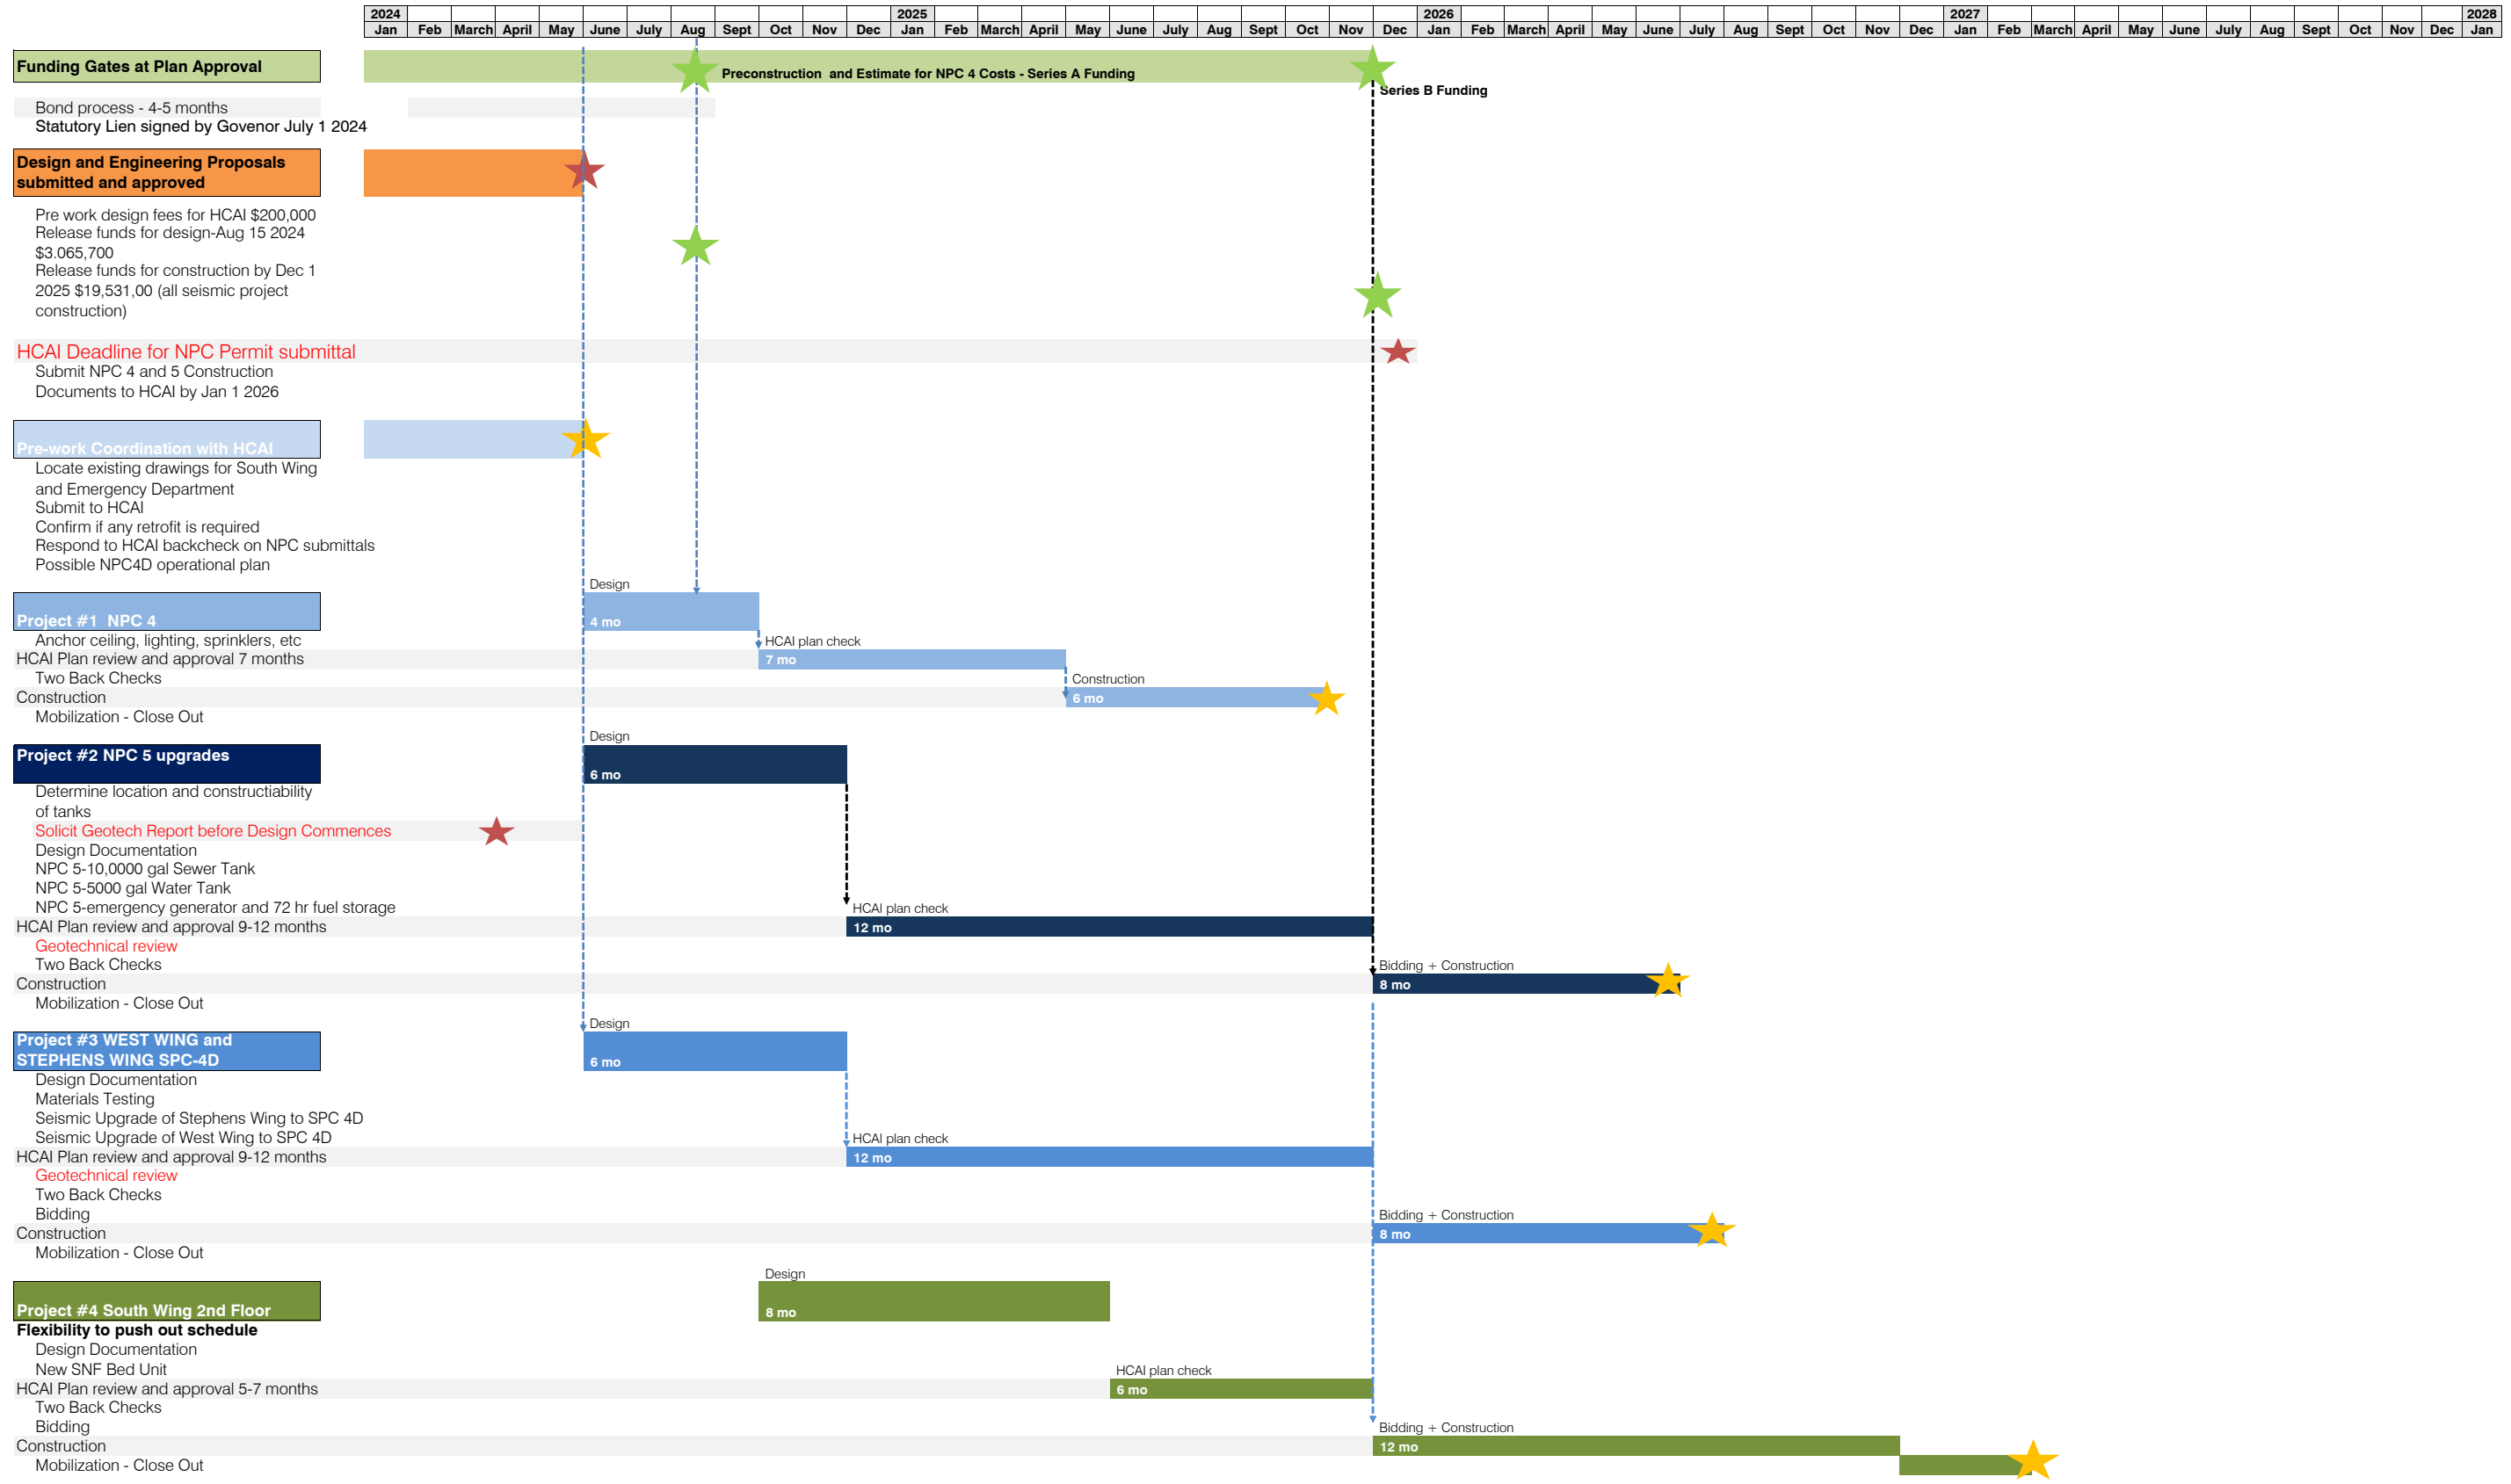 2024 2025 2026 2027 2028
Jan Feb March April May June July Aug Sept Oct Nov Dec Jan Feb March April May June July Aug Sept Oct Nov Dec Jan Feb March April May June July Aug Sept Oct Nov Dec Jan Feb March April May June July Aug Sept Oct Nov Dec Jan
Funding Gates at Plan Approval
Preconstruction and Estimate for NPC 4 Costs - Series A Funding
Series B Funding
Bond process - 4-5 months
Statutory Lien signed by Govenor July 1 2024
Design and Engineering Proposals
submitted and approved
Pre work design fees for HCAI $200,000
Release funds for design-Aug 15 2024
$3.065,700
Release funds for construction by Dec 1
2025 $19,531,00 (all seismic project
construction)
HCAI Deadline for NPC Permit submittal
Submit NPC 4 and 5 Construction
Documents to HCAI by Jan 1 2026
Pre-work Coordination with HCAI
Locate existing drawings for South Wing
and Emergency Department
Submit to HCAI
Confirm if any retrofit is required
Respond to HCAI backcheck on NPC submittals
Possible NPC4D operational plan
Design
Project #1 NPC 4
4 mo
Anchor ceiling, lighting, sprinklers, etc
HCAI plan check
HCAI Plan review and approval 7 months
7 mo
Two Back Checks
Construction
Construction
6 mo
Mobilization - Close Out
Design
Project #2 NPC 5 upgrades
6 mo
Determine location and constructiability
of tanks
Solicit Geotech Report before Design Commences
Design Documentation
NPC 5-10,0000 gal Sewer Tank
NPC 5-5000 gal Water Tank
NPC 5-emergency generator and 72 hr fuel storage
HCAI plan check
HCAI Plan review and approval 9-12 months
12 mo
Geotechnical review
Two Back Checks
Bidding + Construction
Construction
8 mo
Mobilization - Close Out
Design
Project #3 WEST WING and
STEPHENS WING SPC-4D
6 mo
Design Documentation
Materials Testing
Seismic Upgrade of Stephens Wing to SPC 4D
Seismic Upgrade of West Wing to SPC 4D
HCAI plan check
HCAI Plan review and approval 9-12 months
12 mo
Geotechnical review
Two Back Checks
Bidding
Bidding + Construction
Construction
8 mo
Mobilization - Close Out
Design
Project #4 South Wing 2nd Floor
8 mo
Flexibility to push out schedule
Design Documentation
New SNF Bed Unit
HCAI plan check
HCAI Plan review and approval 5-7 months
6 mo
Two Back Checks
Bidding
Bidding + Construction
Construction
12 mo
Mobilization - Close Out